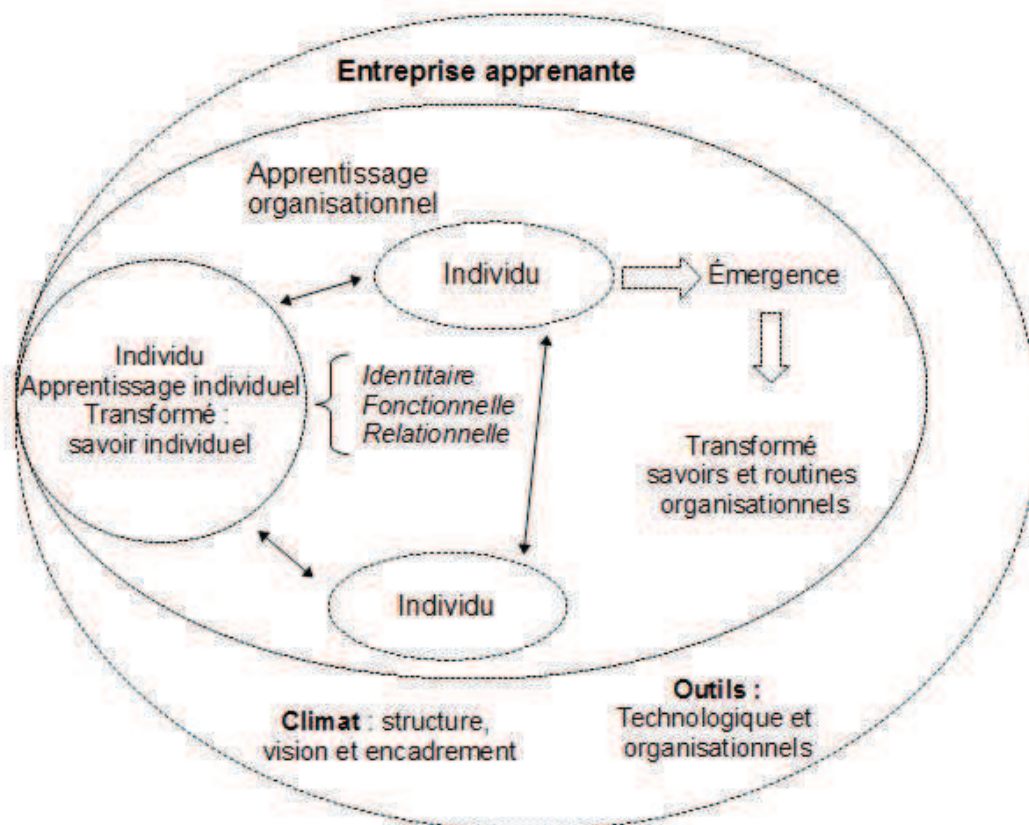 Entreprise apprenante
Apprentissage
organisationnel
Individu
Émergence
Individu
Apprentissage individuel
Transformé :
savoir individuel
Identitaire
Fonctionnelle
Relationnelle
Transformé
savoirs et routines
organisationnels
Individu
Climat : structure,
vision et encadrement
Outils :
Technologique et
organisationnels